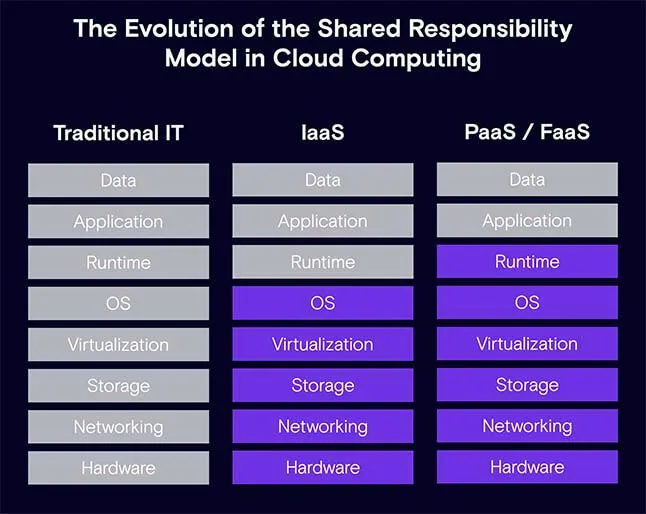 The Evolution of the Shared Responsibility
Model in Cloud Computing
Traditional IT
IaaS
PaaS / FaaS
Data
Data
Data
Application
Application
Application
Runtime
Runtime
Runtime
OS
OS
OS
Virtualization
Virtualization
Virtualization
Storage
Storage
Storage
Networking
Networking
Networking
Hardware
Hardware
Hardware